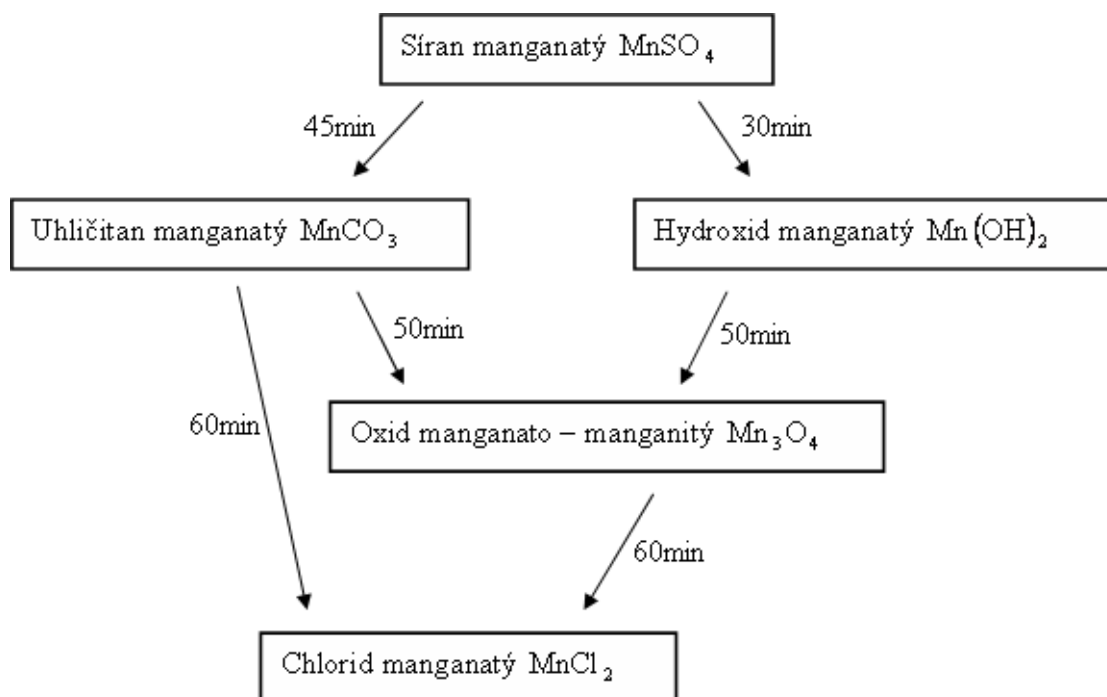 Síran manganatý MnSO₄
45min
30min
Uhličitan manganatý MnCO₃
Hydroxid manganatý Mn(OH)₂
50min
50min
60min
Oxid manganato – manganitý Mn₃O₄
60min
Chlorid manganatý MnCl₂